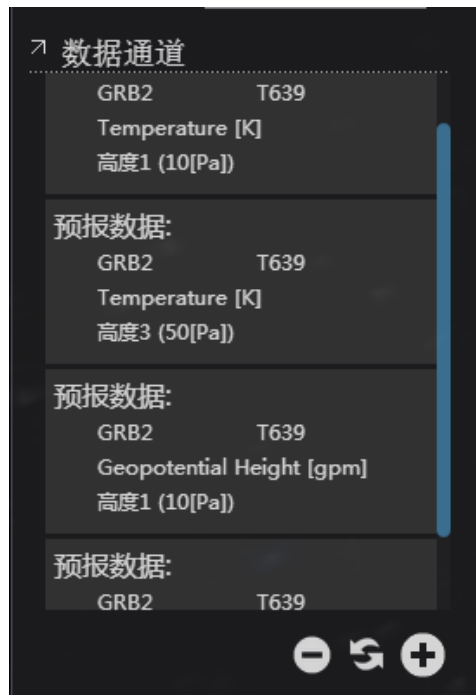 数据通道
GRB2 T639
Temperature [K]
高度1 (10[Pa])
预报数据:
GRB2 T639
Temperature [K]
高度3 (50[Pa])
预报数据:
GRB2 T639
Geopotential Height [gpm]
高度1 (10[Pa])
预报数据:
GRB2 T639